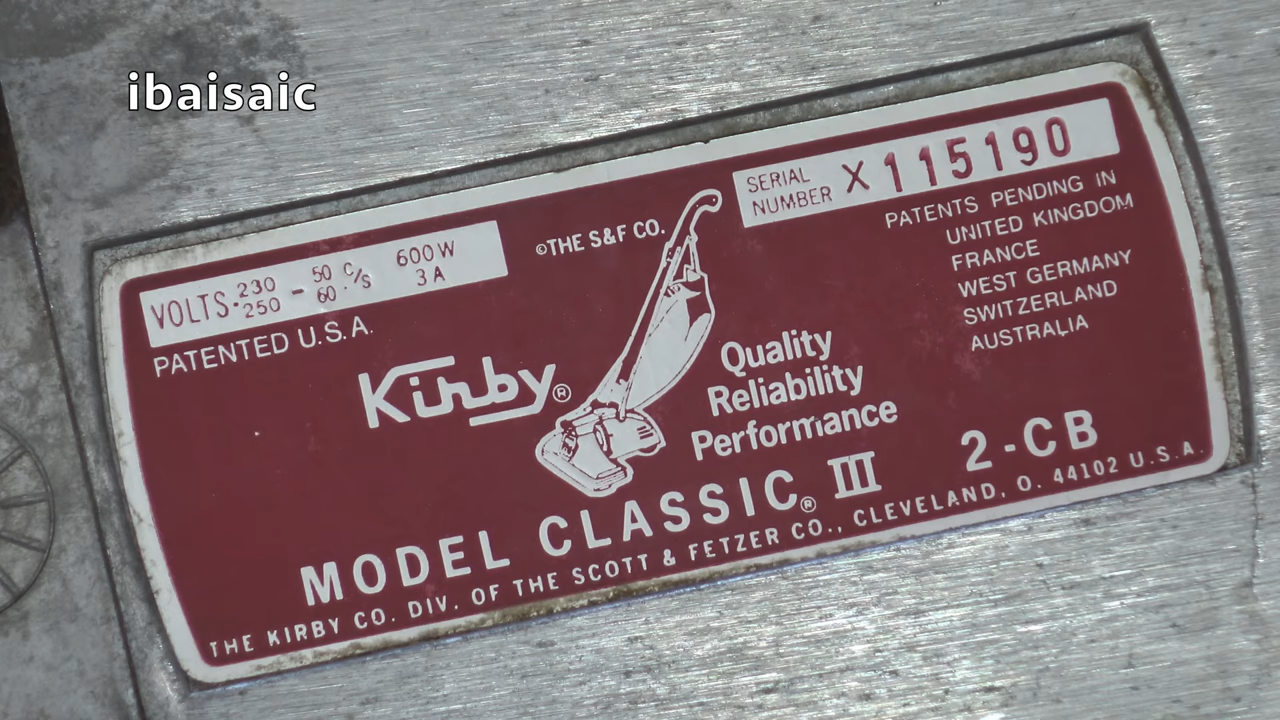 ibaisaic
VOLTS·230 250 - 50 60 C/S 600W 3A
PATENTED U.S.A.
©THE S&F CO.
SERIAL NUMBER X 115190
PATENTS PENDING IN
UNITED KINGDOM
FRANCE
WEST GERMANY
SWITZERLAND
AUSTRALIA
Kirby®
Quality
Reliability
Performance
MODEL CLASSIC® III 2-CB
THE KIRBY CO. DIV. OF THE SCOTT & FETZER CO., CLEVELAND, O. 44102 U.S.A.